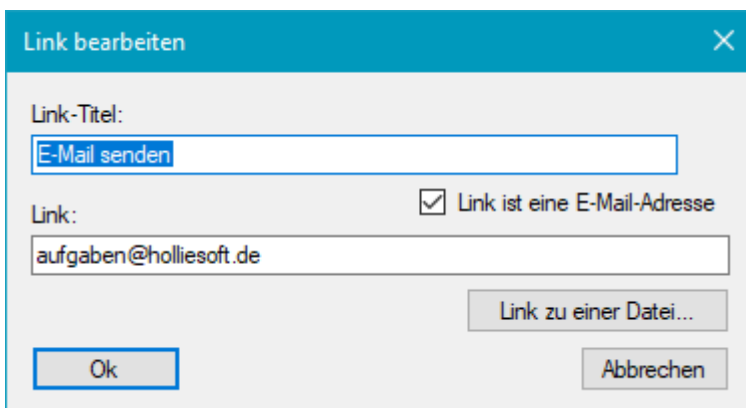 Link bearbeiten
Link-Titel:
E-Mail senden
Link ist eine E-Mail-Adresse
Link:
aufgaben@holliesoft.de
Link zu einer Datei...
Ok
Abbrechen